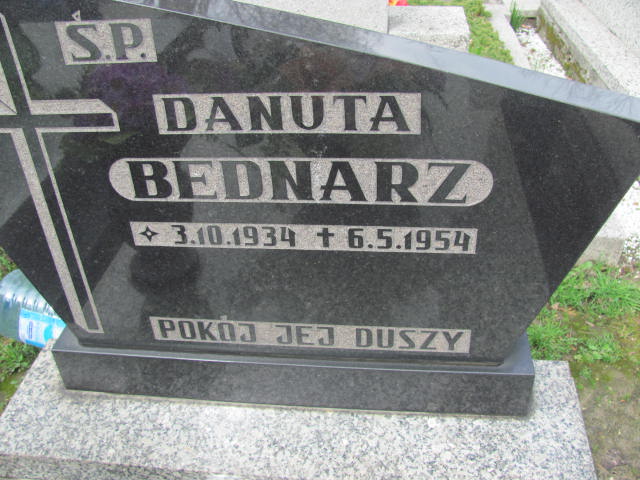 Ś.P.
DANUTA
BEDNARZ
3.10.1934 + 6.5.1954
POKÓJ JEJ DUSZY